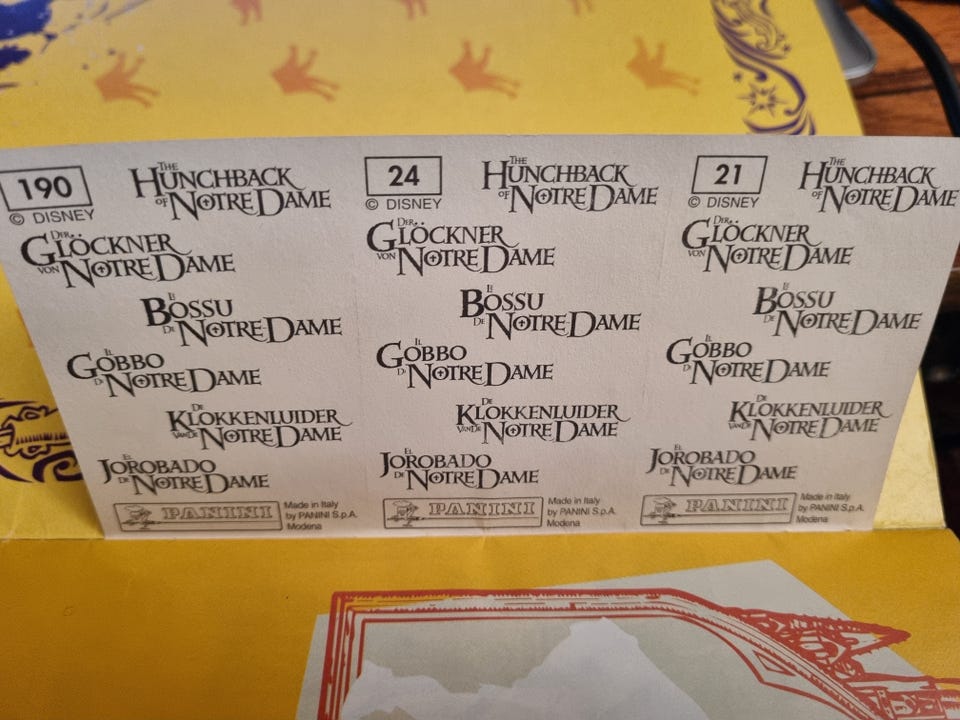 190
© DISNEY
THE
HUNCHBACK
OF NOTRE DAME
DER
GLÖCKNER
VON NOTRE DAME
LE
BOSSU
DE NOTRE DAME
IL
GOBBO
DI NOTRE DAME
DE
KLOKKENLUIDER
VAN DE NOTRE DAME
EL
JOROBADO
DE NOTRE DAME
PANINI
Made in Italy
by PANINI S.p.A.
Modena
24
© DISNEY
THE
HUNCHBACK
OF NOTRE DAME
DER
GLÖCKNER
VON NOTRE DAME
LE
BOSSU
DE NOTRE DAME
IL
GOBBO
DI NOTRE DAME
DE
KLOKKENLUIDER
VAN DE NOTRE DAME
EL
JOROBADO
DE NOTRE DAME
PANINI
Made in Italy
by PANINI S.p.A.
Modena
21
© DISNEY
THE
HUNCHBACK
OF NOTRE DAME
DER
GLÖCKNER
VON NOTRE DAME
LE
BOSSU
DE NOTRE DAME
IL
GOBBO
DI NOTRE DAME
DE
KLOKKENLUIDER
VAN DE NOTRE DAME
EL
JOROBADO
DE NOTRE DAME
PANINI
Made in Italy
by PANINI S.p.A.
Modena